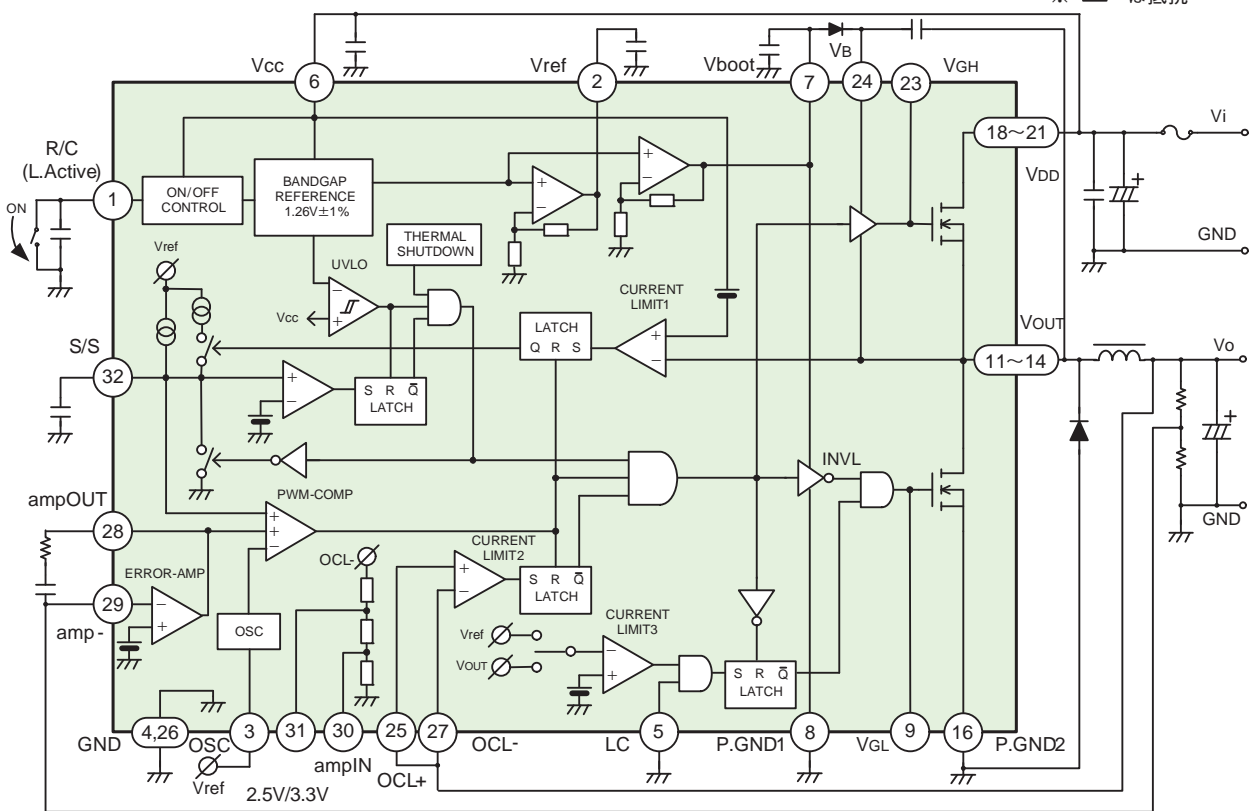 Vcc
6
Vref
2
Vboot
7
VB
24
23
VGH
R/C
(L.Active)
1
ON
ON/OFF
CONTROL
BANDGAP
REFERENCE
1.26V±1%
18~21
VDD
Vi
GND
Vref
UVLO
THERMAL
SHUTDOWN
Vcc
CURRENT
LIMIT1
LATCH
Q R S
VOUT
11~14
Vo
GND
S/S
32
S R Q̄
LATCH
ampOUT
28
PWM-COMP
INVL
ERROR-AMP
29
amp-
OSC
OCL-
CURRENT
LIMIT2
S R Q̄
LATCH
Vref
VOUT
CURRENT
LIMIT3
S R Q̄
LATCH
GND
4,26
OSC
3
Vref
31
30
ampIN
2.5V/3.3V
25
OCL+
27
OCL-
LC
5
P.GND1
8
VGL
9
16
P.GND2